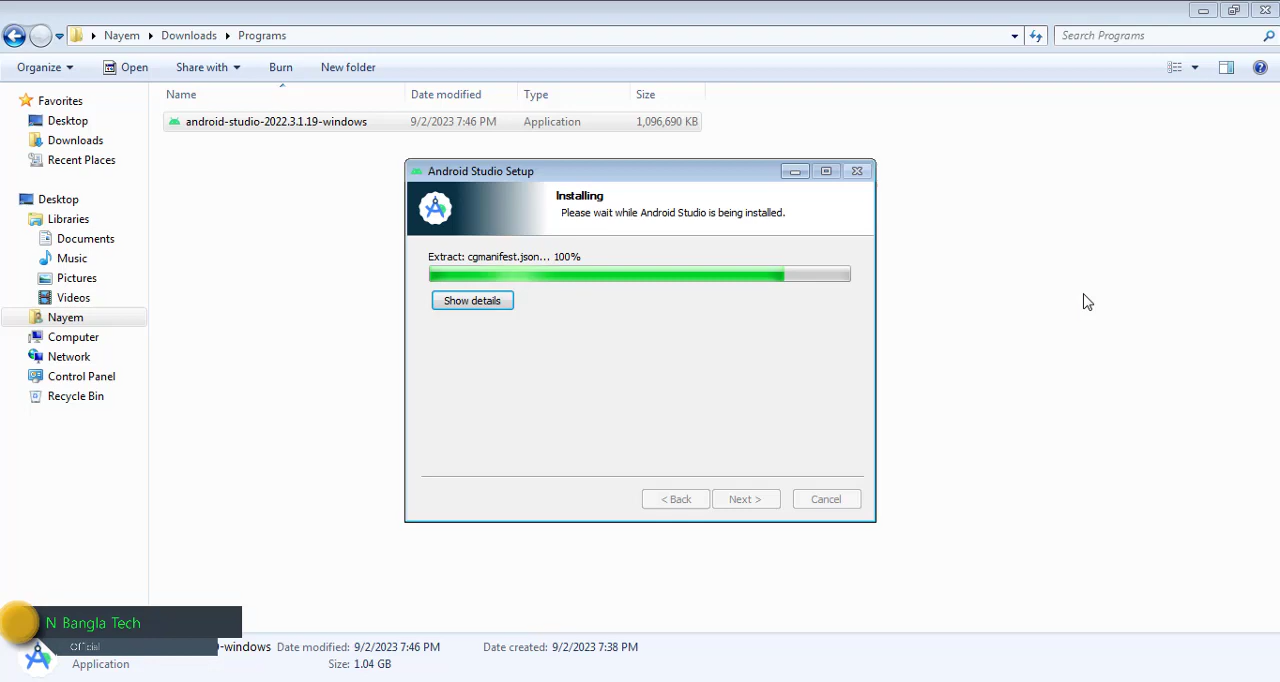 Nayem Downloads Programs
Search Programs
Organize Open Share with Burn New folder
Name Date modified Type Size
android-studio-2022.3.1.19-windows 9/2/2023 7:46 PM Application 1,096,690 KB
Favorites
Desktop
Downloads
Recent Places
Desktop
Libraries
Documents
Music
Pictures
Videos
Nayem
Computer
Network
Control Panel
Recycle Bin
Android Studio Setup
Installing
Please wait while Android Studio is being installed.
Extract: cgmanifest.json... 100%
Show details
< Back Next > Cancel
N Bangla Tech
Official
-windows Date modified: 9/2/2023 7:46 PM Date created: 9/2/2023 7:38 PM
Application Size: 1.04 GB